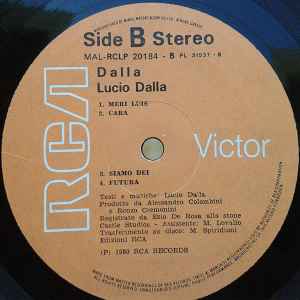 Side B Stereo
MAL-RCLP 20184 - B PL 31537 - B
Dalla
Lucio Dalla
1. MERI LUIS
2. CARA
RCA
Victor
3. SIAMO DEI
4. FUTURA
Testi e musiche: Lucio Dalla
Prodotto da Alessandro Colombini
e Renzo Cremonini
Registrato da Ezio De Rosa alla stone
Castle Studios - Assistente: M. Lovallo
Trasferimento su disco: M. Spiridioni
Edizioni RCA
(P) 1980 RCA RECORDS